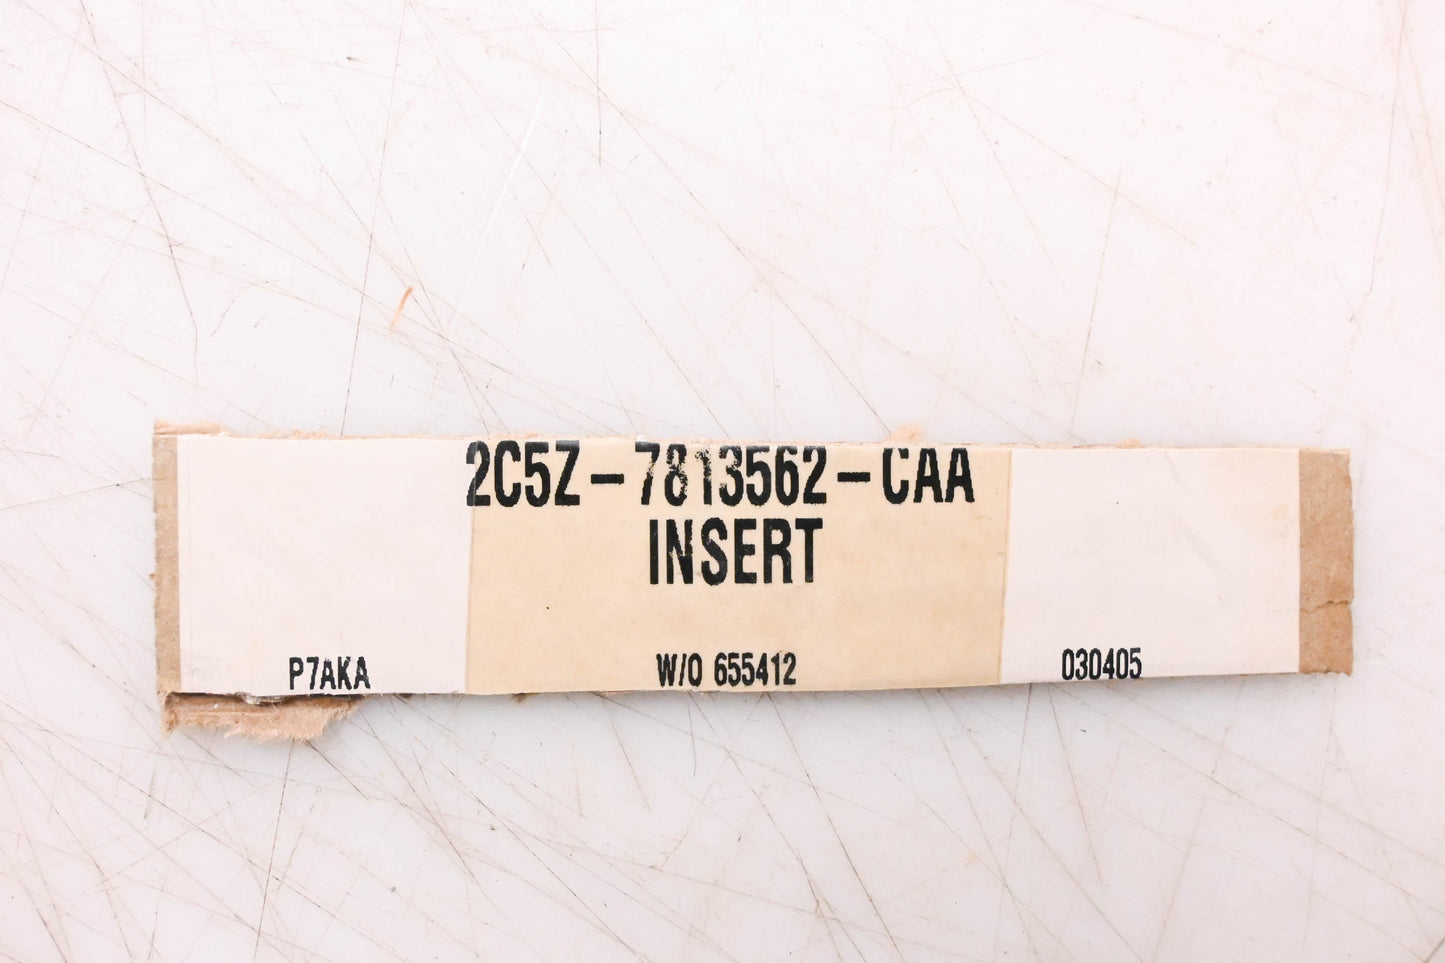 2C5Z-7813562-CAA
INSERT
P7AKA W/O 655412 030405